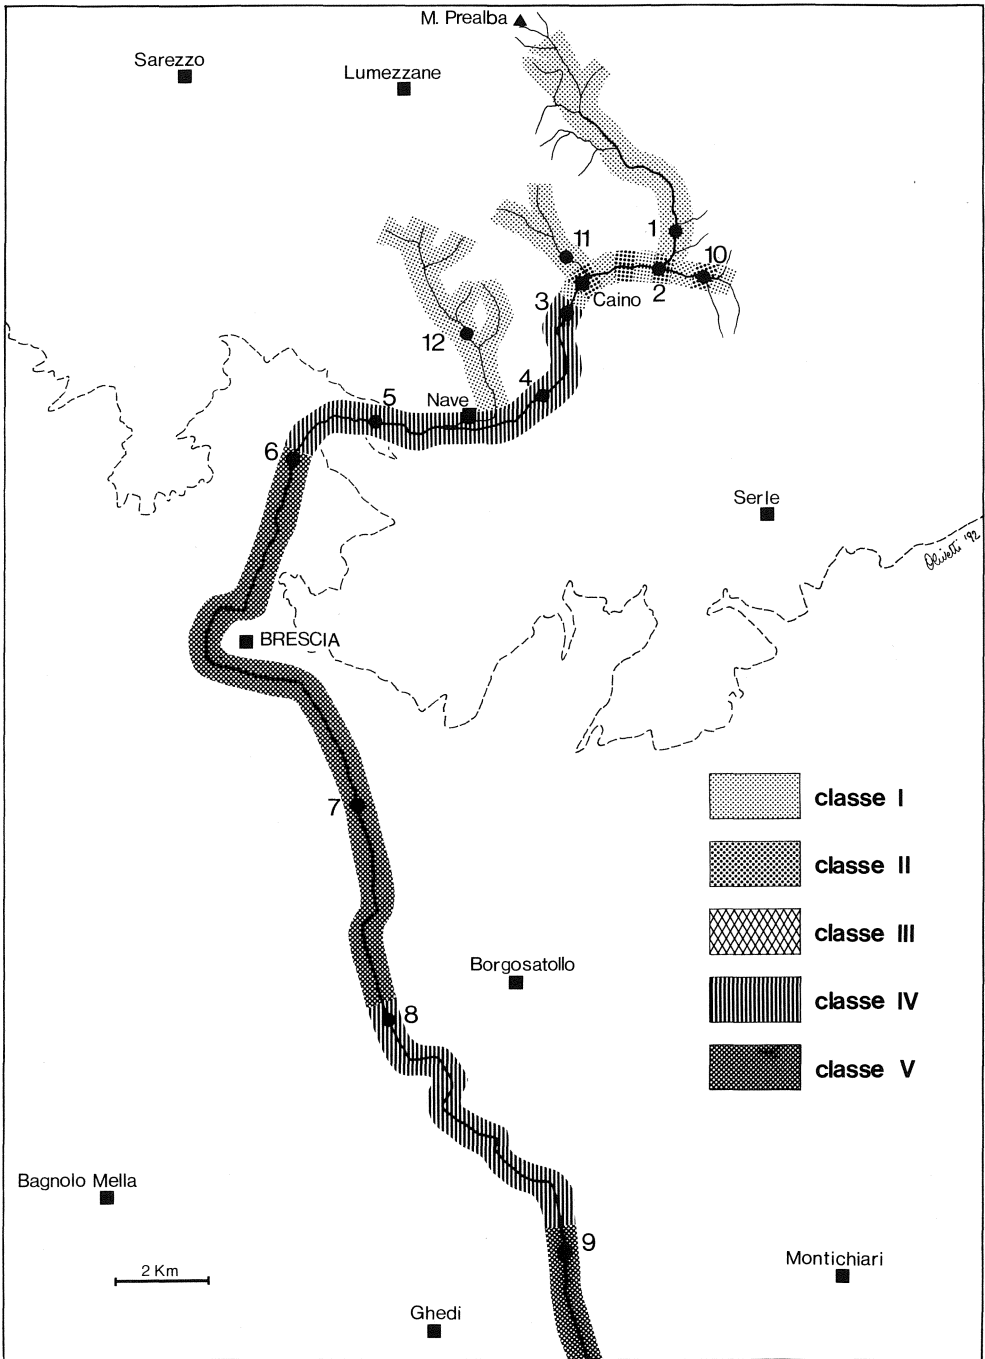 M. Prealba
Sarezzo
Lumezzane
1
11
10
2
Caino
3
12
4
5
Nave
6
Serle
Olivetti '92
BRESCIA
7
classe I
classe II
classe III
classe IV
classe V
Borgosatollo
8
Bagnolo Mella
9
Montichiari
2 Km
Ghedi